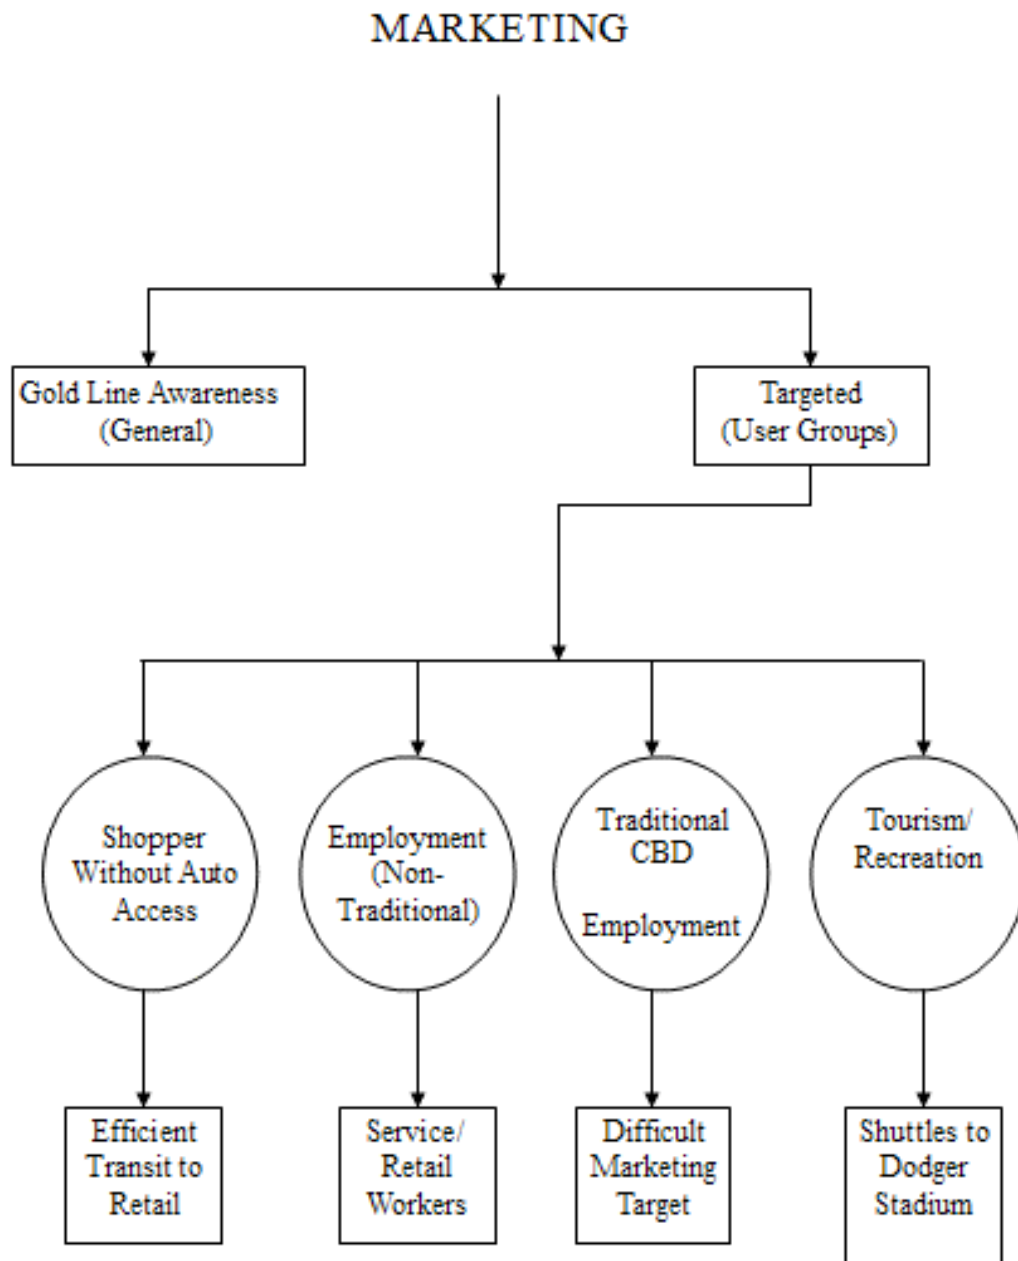 MARKETING
Gold Line Awareness
(General)
Targeted
(User Groups)
Shopper
Without Auto
Access
Employment
(Non-
Traditional)
Traditional
CBD
Employment
Tourism/
Recreation
Efficient
Transit to
Retail
Service/
Retail
Workers
Difficult
Marketing
Target
Shuttles to
Dodger
Stadium